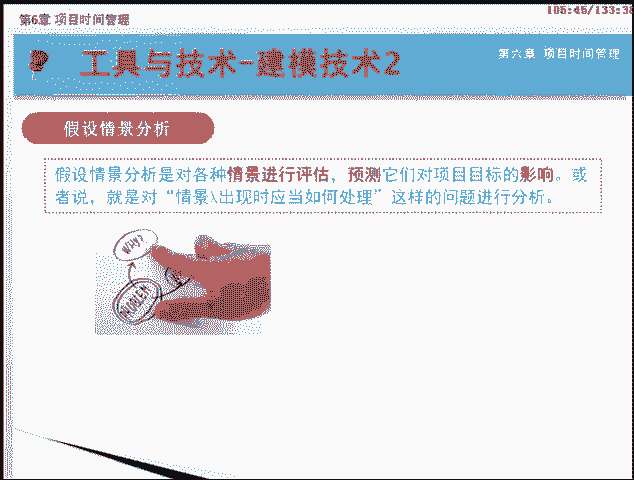 第6章 项目时间管理
105:45/133:38
工具与技术-建模技术2
第六章 项目时间管理
假设情景分析
假设情景分析是对各种情景进行评估，预测它们对项目目标的影响。或
者说，就是对“情景X出现时应当如何处理”这样的问题进行分析。
Why?
PROBLEM